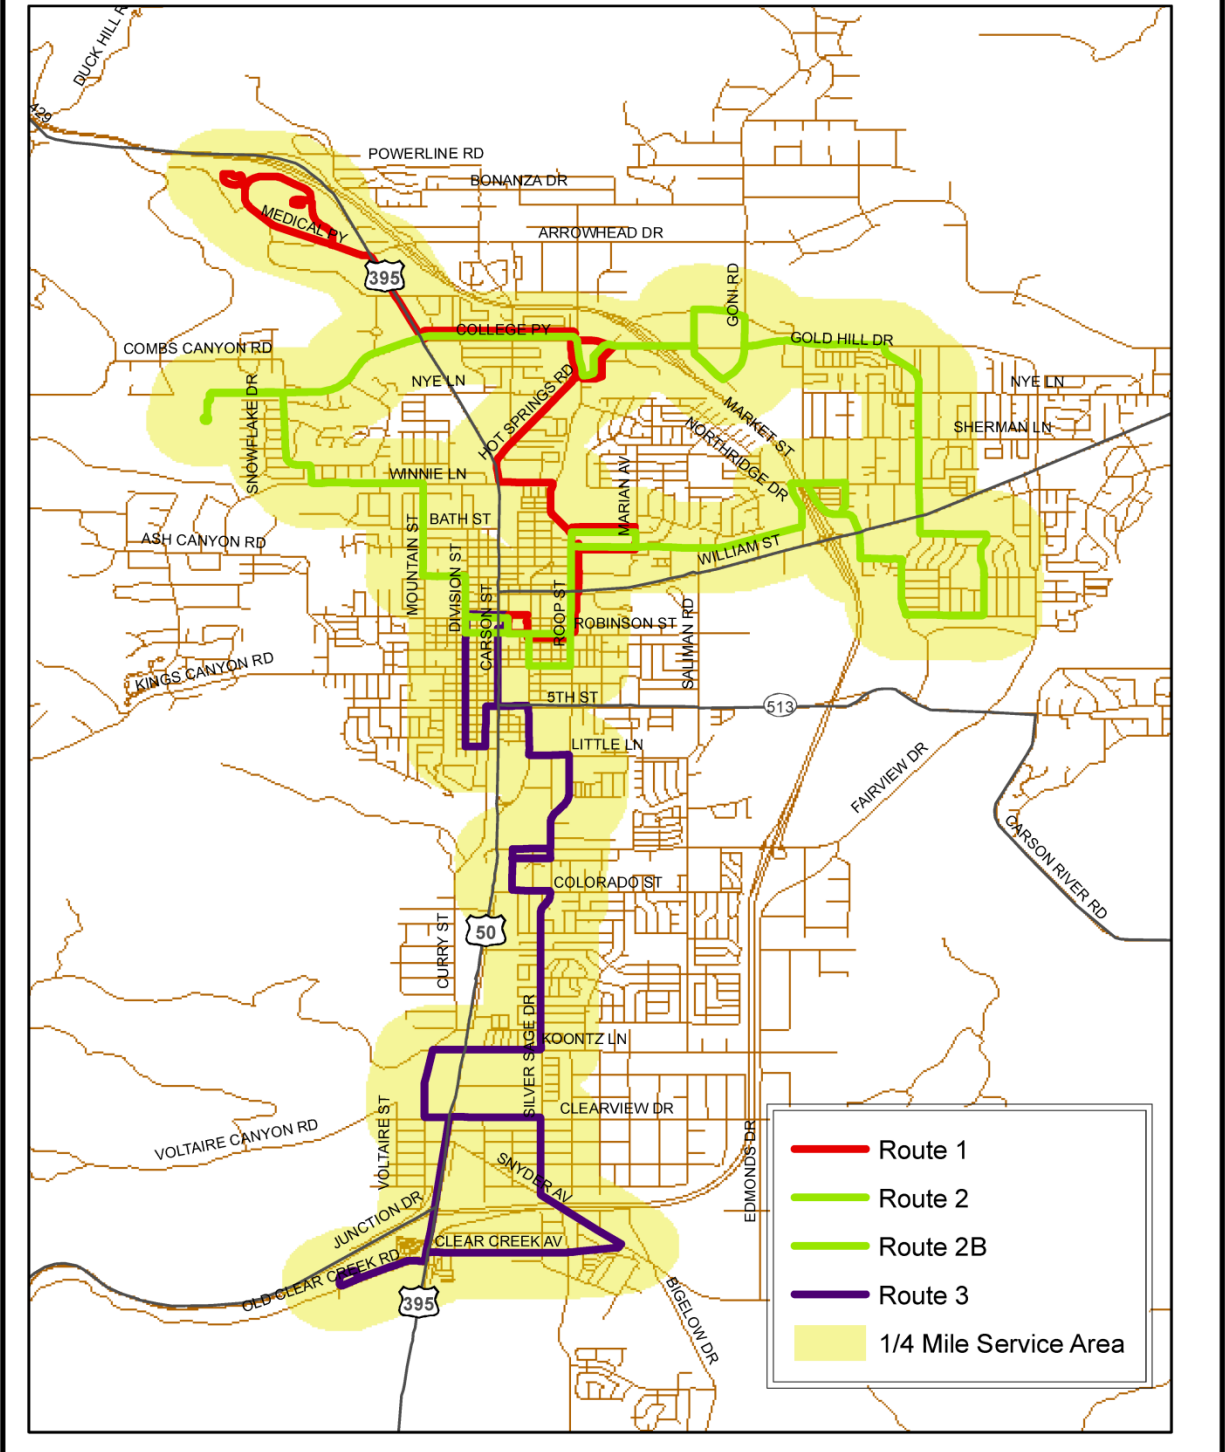 DUCK HILL R
429
POWERLINE RD
BONANZA DR
MEDICAL PY
ARROWHEAD DR
395
GONI RD
COLLEGE PY
GOLD HILL DR
COMBS CANYON RD
NYE LN
NYE LN
SNOWFLAKE DR
HOT SPRINGS RD
MARKET ST
NORTHRIDGE DR
SHERMAN LN
WINNIE LN
MARIAN AV
BATH ST
MOUNTAIN ST
ASH CANYON RD
WILLIAM ST
DIVISION ST
CARSON ST
ROOP ST
ROBINSON ST
SALIMAN RD
KINGS CANYON RD
5TH ST
513
LITTLE LN
FAIRVIEW DR
CARSON RIVER RD
COLORADO ST
CURRY ST
50
SILVER SAGE DR
KOONTZ LN
VOLTAIRE ST
CLEARVIEW DR
VOLTAIRE CANYON RD
EDMONDS DR
SNYDER AV
JUNCTION DR
CLEAR CREEK AV
OLD CLEAR CREEK RD
395
BIGELOW DR
Route 1
Route 2
Route 2B
Route 3
1/4 Mile Service Area